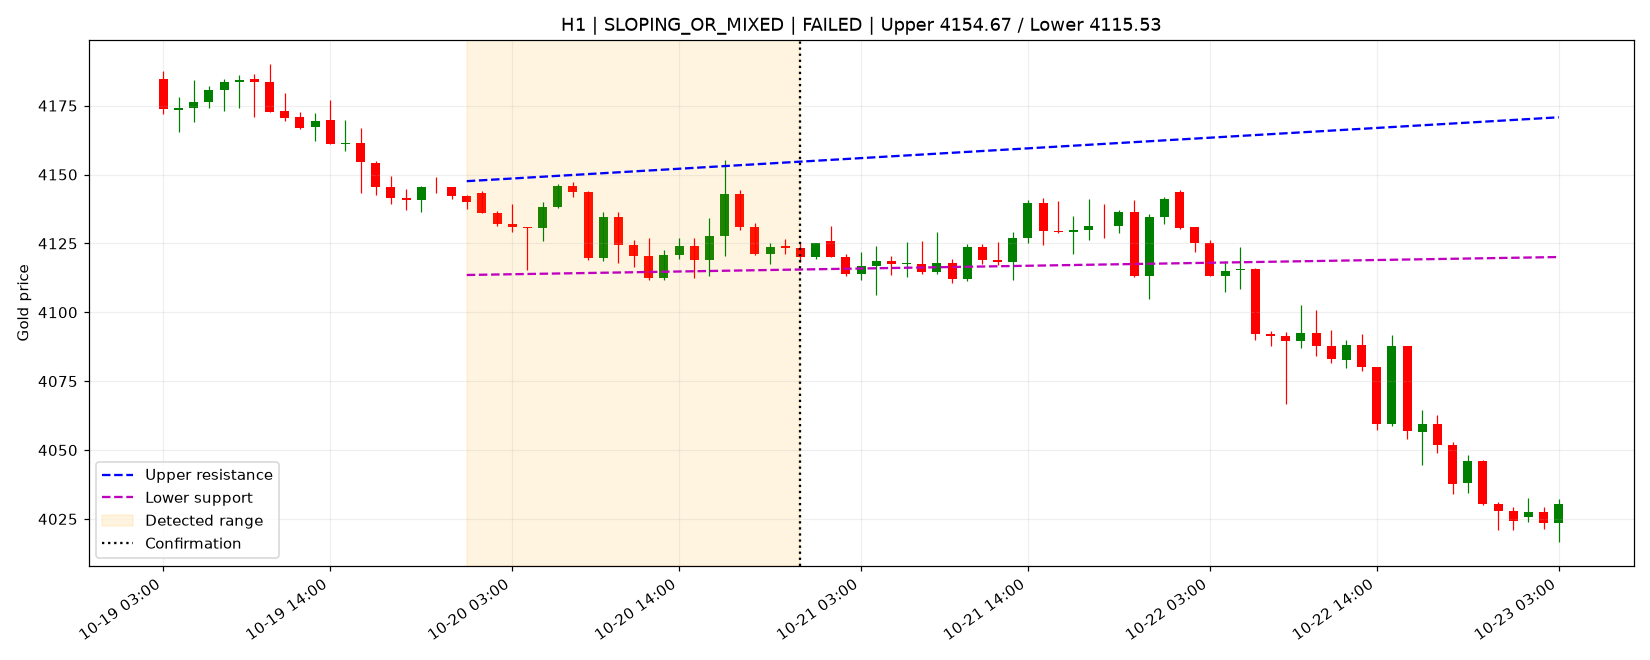 H1 | SLOPING_OR_MIXED | FAILED | Upper 4154.67 / Lower 4115.53
Gold price
4175
4150
4125
4100
4075
4050
4025
Upper resistance
Lower support
Detected range
Confirmation
10-19 03:00
10-19 14:00
10-20 03:00
10-20 14:00
10-21 03:00
10-21 14:00
10-22 03:00
10-22 14:00
10-23 03:00